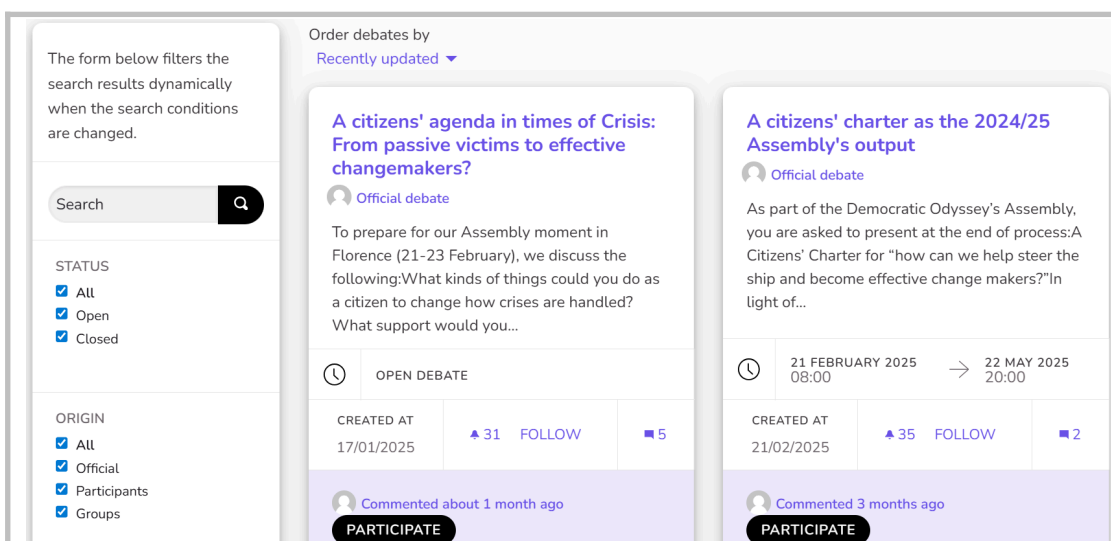 The form below filters the
search results dynamically
when the search conditions
are changed.
Search
STATUS
All
Open
Closed
ORIGIN
All
Official
Participants
Groups
Order debates by
Recently updated
A citizens' agenda in times of Crisis:
From passive victims to effective
changemakers?
Official debate
To prepare for our Assembly moment in
Florence (21-23 February), we discuss the
following:What kinds of things could you do as
a citizen to change how crises are handled?
What support would you...
OPEN DEBATE
CREATED AT
17/01/2025
31 FOLLOW
5
Commented about 1 month ago
PARTICIPATE
A citizens' charter as the 2024/25
Assembly's output
Official debate
As part of the Democratic Odyssey's Assembly,
you are asked to present at the end of process:A
Citizens' Charter for "how can we help steer the
ship and become effective change makers?"In
light of...
21 FEBRUARY 2025
08:00
22 MAY 2025
20:00
CREATED AT
21/02/2025
35 FOLLOW
2
Commented 3 months ago
PARTICIPATE